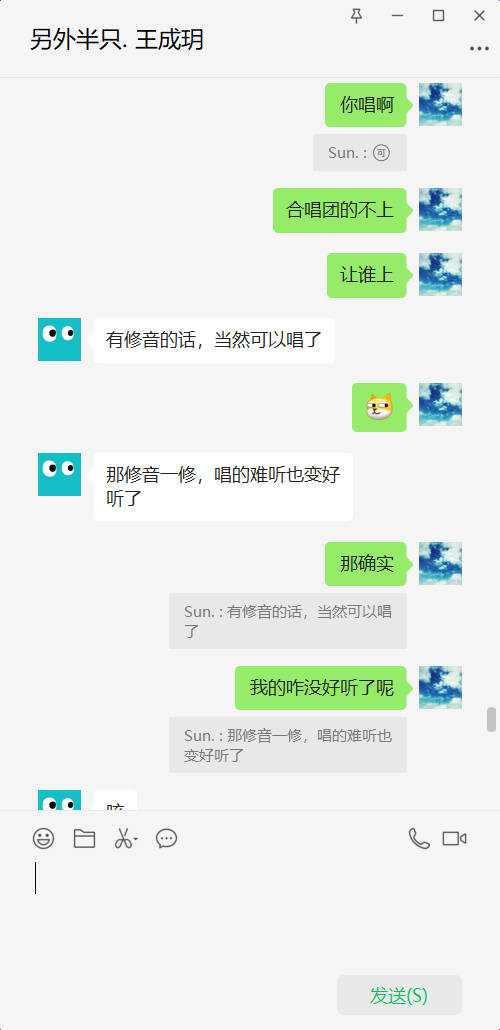 另外半只. 王成玥
你唱啊
Sun. : 可
合唱团的不上
让谁上
有修音的话，当然可以唱了
那修音一修，唱的难听也变好
听了
那确实
Sun. : 有修音的话，当然可以唱
了
我的咋没好听了呢
Sun. : 那修音一修，唱的难听也
变好听了
发送(S)